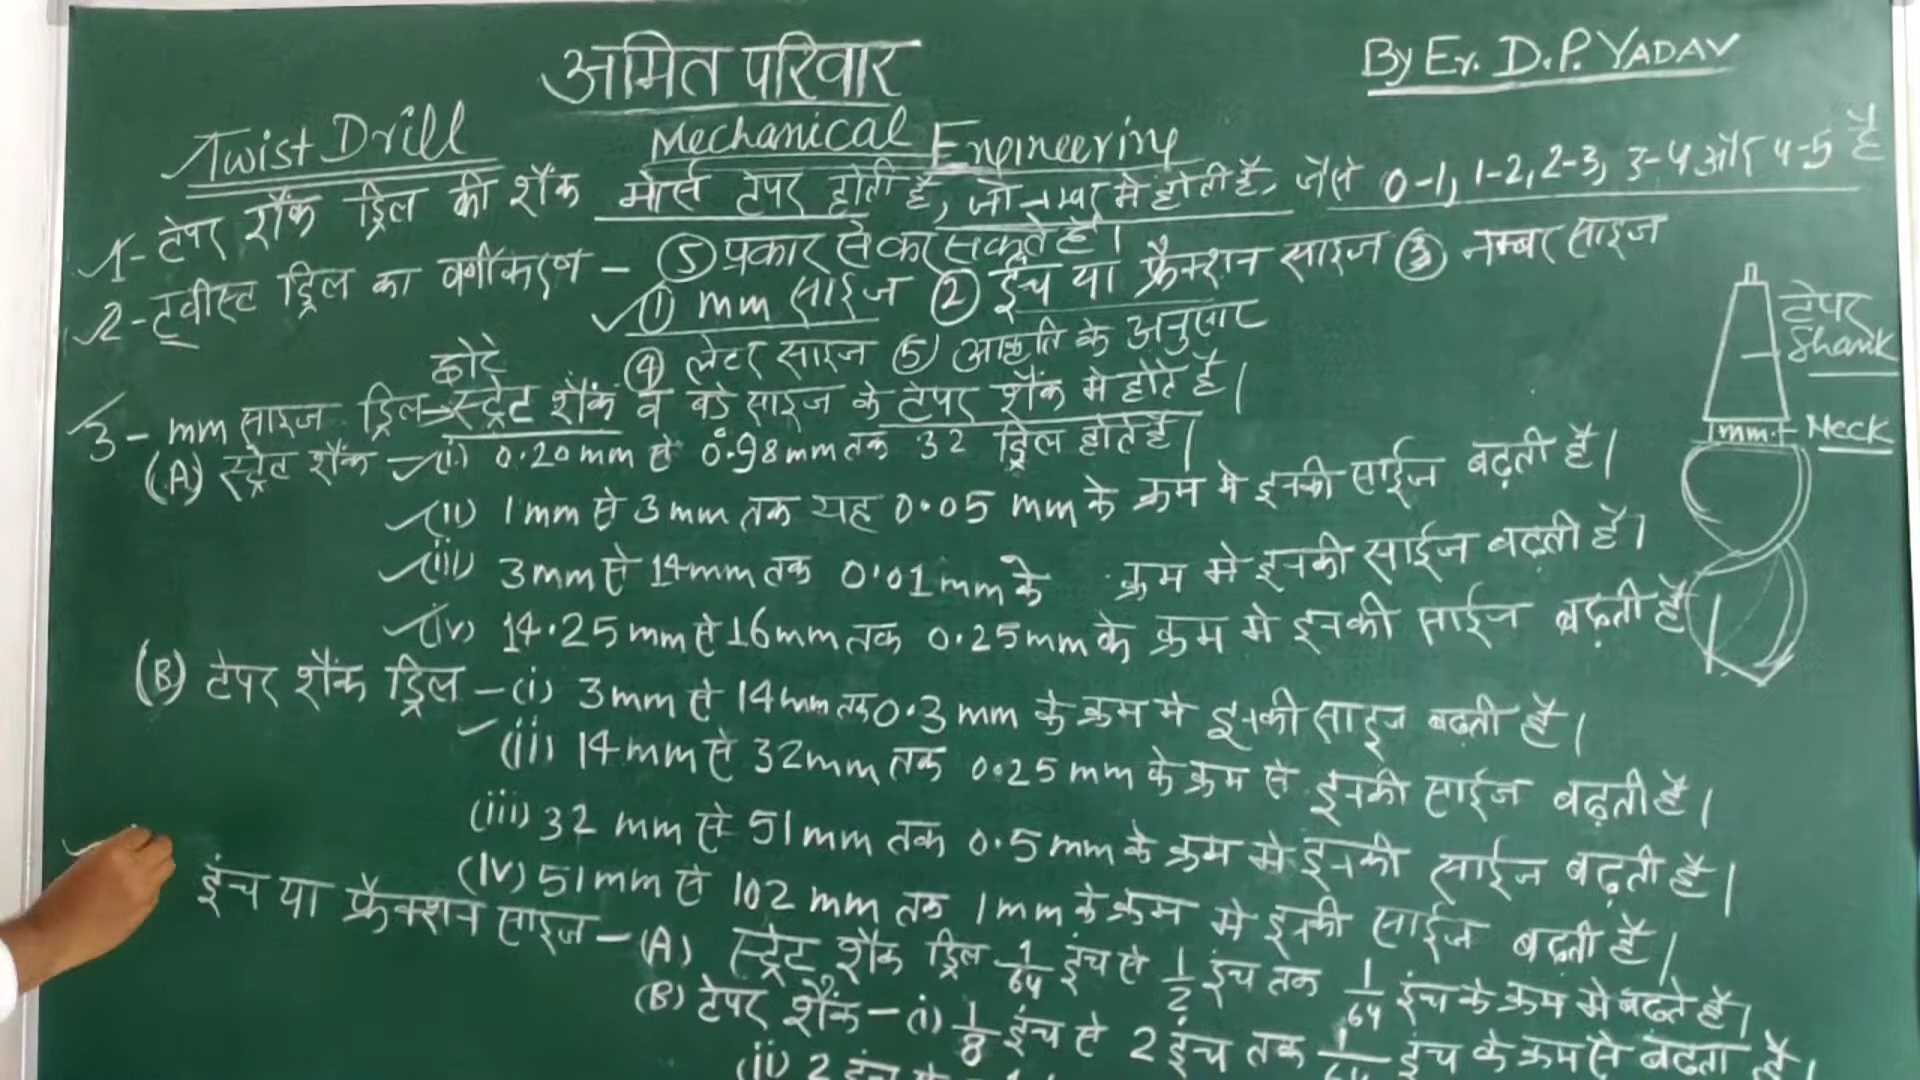 अमित परिवार
By Er. D.P. YADAV
Twist Drill
Mechanical Engineering
1- टेपर शैंक ड्रिल की शैंक मोर्स टेपर होती है, जो नम्बर में होती है, जैसे 0-1, 1-2, 2-3, 3-4 और 4-5 है
2- ट्वीस्ट ड्रिल का वर्गीकरण - ⑤ प्रकार से कर सकते है।
① mm साईज ② इंच या फ्रैक्शन साइज ③ नम्बर साइज
④ लेटर साइज ⑤ आकृति के अनुसार
छोटे
3- mm साइज ड्रिल→स्ट्रेट शैंक व बड़े साइज के टेपर शैंक मे होते है।
(A) स्ट्रेट शैंक - (i) 0.20mm से 0.98mm तक 32 ड्रिल होते है।
(ii) 1mm से 3mm तक यह 0.05 mm के क्रम मे इनकी साईज बढ़ती है।
(iii) 3mm से 14mm तक 0.01mm के क्रम मे इनकी साईज बढ़ती है।
(iv) 14.25mm से 16mm तक 0.25mm के क्रम मे इनकी साईज बढ़ती है
(B) टेपर शैंक ड्रिल - (i) 3mm से 14mm तक 0.3mm के क्रम मे इनकी साइज बढ़ती है।
(ii) 14mm से 32mm तक 0.25mm के क्रम से इनकी साईज बढ़ती है।
(iii) 32 mm से 51mm तक 0.5mm के क्रम मे इनकी साईज बढ़ती है।
(iv) 51mm से 102 mm तक 1mm के क्रम मे इनकी साईज बढ़ती है।
इंच या फ्रैक्शन साइज - (A) स्ट्रेट शैंक ड्रिल 1/64 इंच से 1/2 इंच तक 1/64 इंच के क्रम मे बढ़ते है।
(B) टेपर शैंक - (i) 1/8 इंच से 2 इंच तक 1/64 इंच के क्रम से बढ़ता है।
(ii) 2 इंच से
टेपर
Shank
mm
Neck